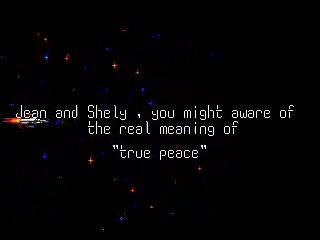 Jean and Shely , you might aware of
the real meaning of
"true peace"